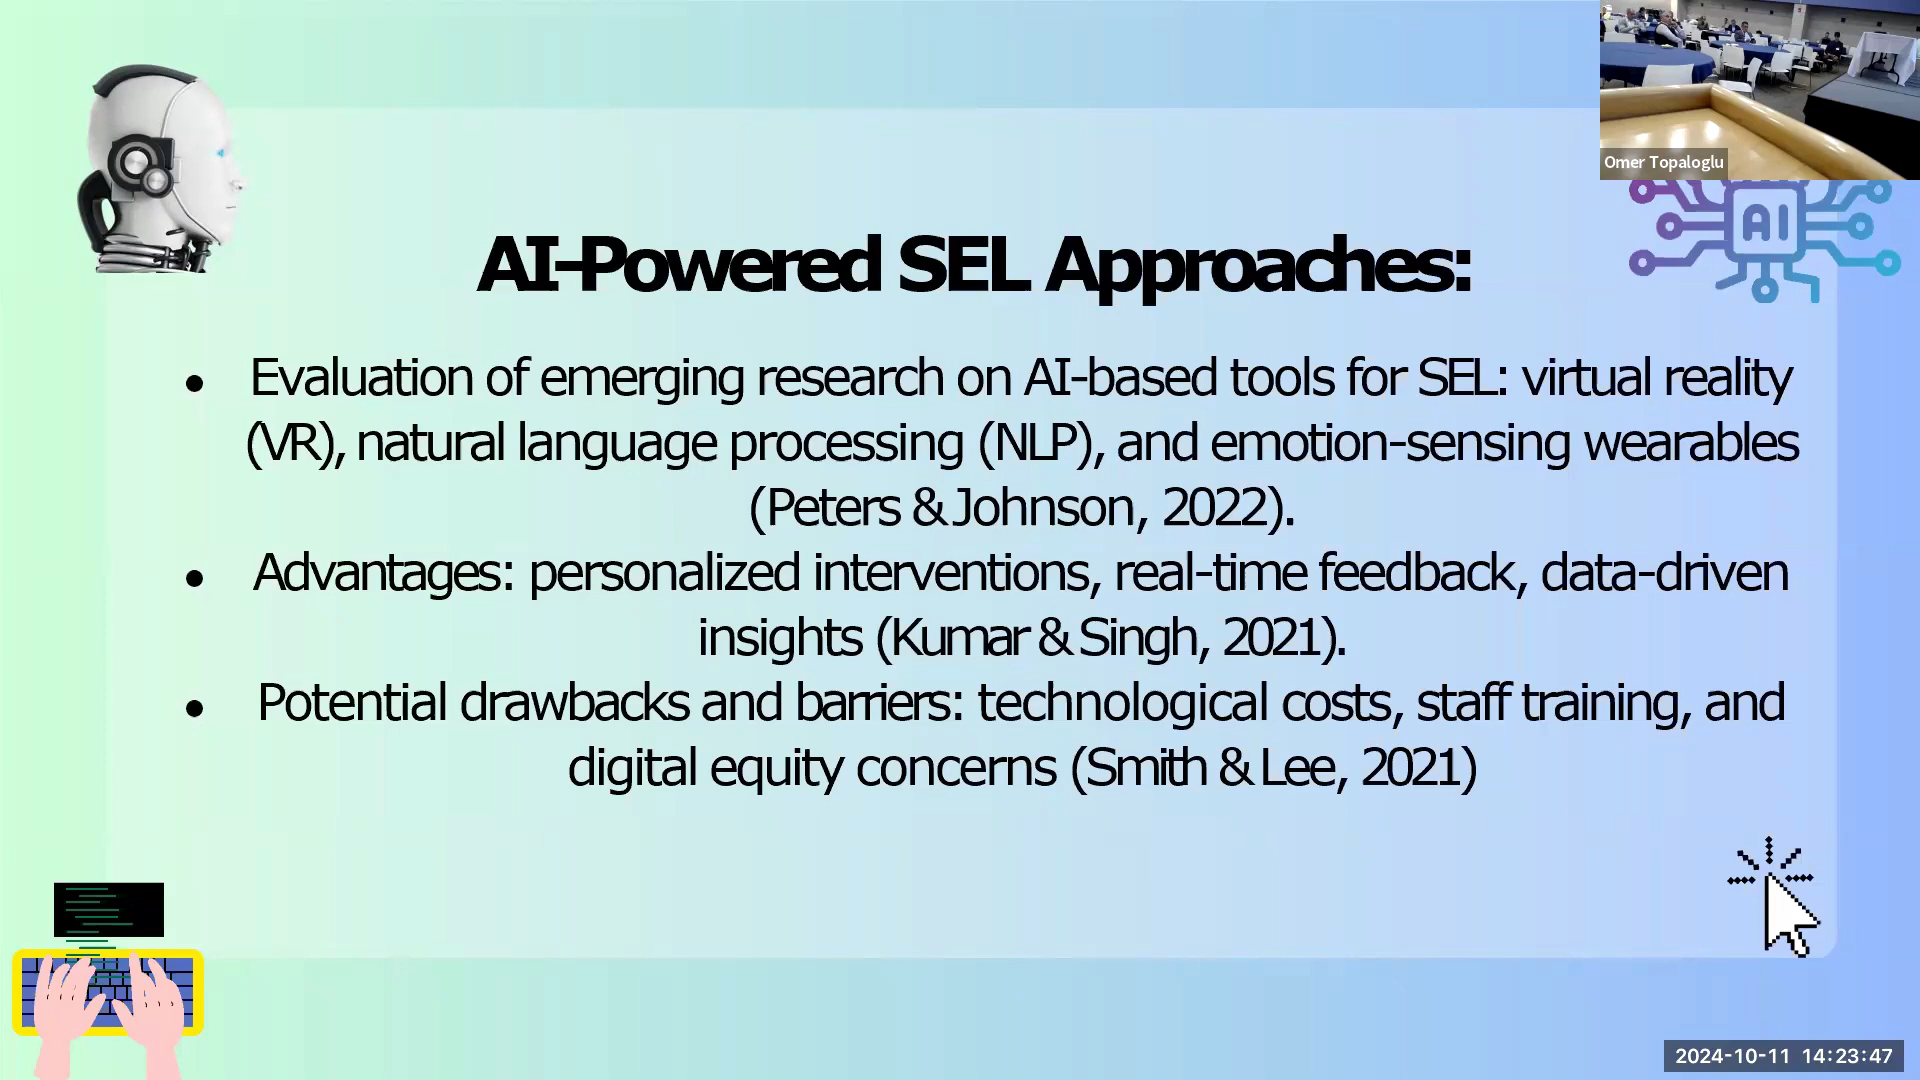 Omer Topaloglu
AI
AI-Powered SEL Approaches:
• Evaluation of emerging research on AI-based tools for SEL: virtual reality
(VR), natural language processing (NLP), and emotion-sensing wearables
(Peters & Johnson, 2022).
• Advantages: personalized interventions, real-time feedback, data-driven
insights (Kumar & Singh, 2021).
• Potential drawbacks and barriers: technological costs, staff training, and
digital equity concerns (Smith & Lee, 2021)
2024-10-11 14:23:47